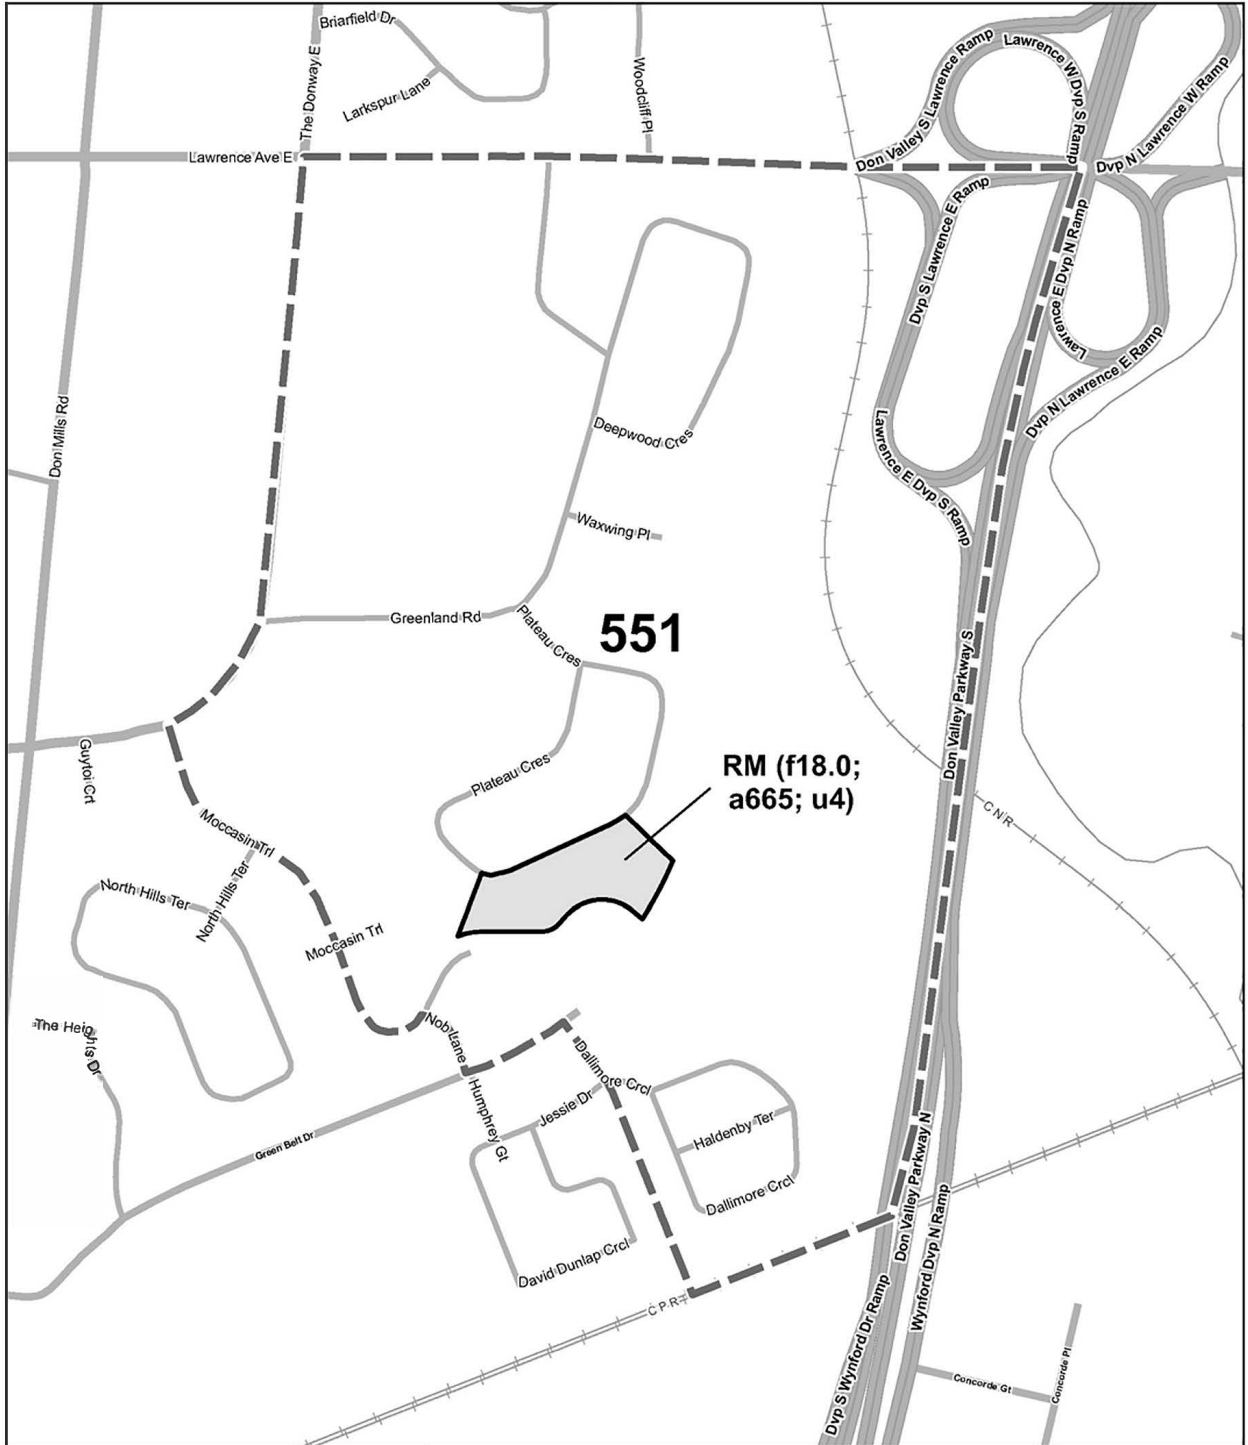 Briarfield Dr
The Donway E
Larkspur Lane
Woodcliff Pl
Don Valley S Lawrence Ramp
Lawrence W Dvp S Ramp
Dvp N Lawrence W Ramp
Lawrence Ave E
Dvp S Lawrence E Ramp
Lawrence E Dvp N Ramp
Dvp N Lawrence E Ramp
Don Mills Rd
Deepwood Cres
Lawrence E Dvp S Ramp
Waxwing Pl
Greenland Rd
Plateau Cres
551
Don Valley Parkway S
Guytoi Crt
Plateau Cres
RM (f18.0;
a665; u4)
CNR
Moccasin Trl
North Hills Ter
North Hills Ter
Moccasin Trl
The Heights Dr
Nob Lane
Dallimore Crcl
Humphrey Gt
Jessie Dr
Haldenby Ter
Green Belt Dr
Dallimore Crcl
Don Valley Parkway N
David Dunlap Crcl
Wynford Dvp N Ramp
CPR
Dvp S Wynford Dr Ramp
Concorde Gt
Concorde Pl